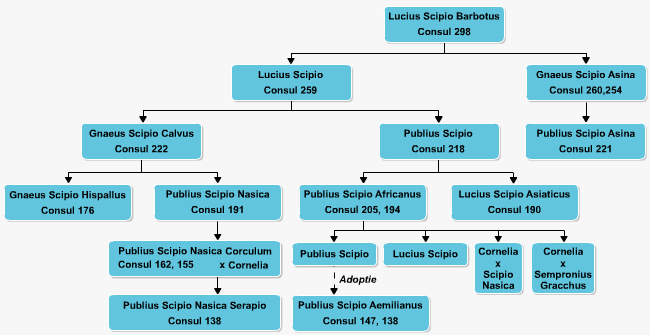 Lucius Scipio Barbotus
Consul 298
Lucius Scipio
Consul 259
Gnaeus Scipio Asina
Consul 260,254
Gnaeus Scipio Calvus
Consul 222
Publius Scipio
Consul 218
Publius Scipio Asina
Consul 221
Gnaeus Scipio Hispallus
Consul 176
Publius Scipio Nasica
Consul 191
Publius Scipio Africanus
Consul 205, 194
Lucius Scipio Asiaticus
Consul 190
Publius Scipio Nasica Corculum
Consul 162, 155 x Cornelia
Publius Scipio
Lucius Scipio
Cornelia
x
Scipio
Nasica
Cornelia
x
Sempronius
Gracchus
Adoptie
Publius Scipio Nasica Serapio
Consul 138
Publius Scipio Aemilianus
Consul 147, 138